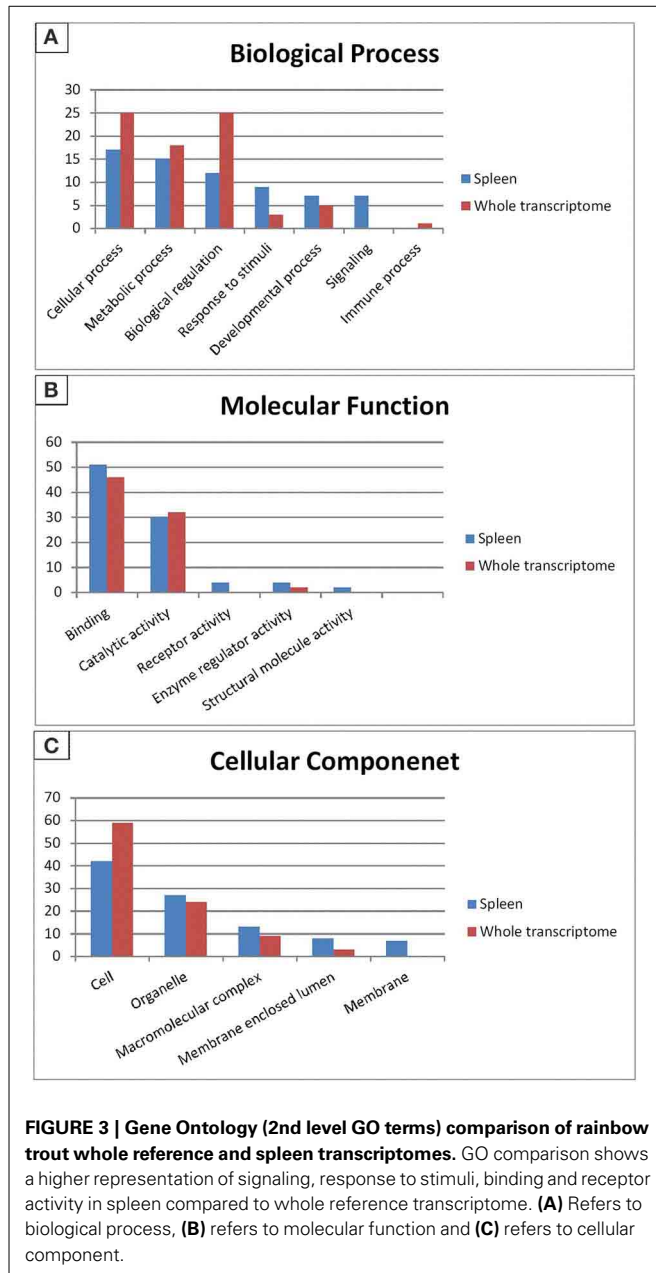 A
Biological Process
30
25
20
15
10
5
0
Cellular process
Metabolic process
Biological regulation
Response to stimuli
Developmental process
Signaling
Immune process
Spleen
Whole transcriptome
B
Molecular Function
60
50
40
30
20
10
0
Binding
Catalytic activity
Receptor activity
Enzyme regulator activity
Structural molecule activity
Spleen
Whole transcriptome
C
Cellular Componenet
70
60
50
40
30
20
10
0
Cell
Organelle
Macromolecular complex
Membrane enclosed lumen
Membrane
Spleen
Whole transcriptome
FIGURE 3 | Gene Ontology (2nd level GO terms) comparison of rainbow
trout whole reference and spleen transcriptomes. GO comparison shows
a higher representation of signaling, response to stimuli, binding and receptor
activity in spleen compared to whole reference transcriptome. (A) Refers to
biological process, (B) refers to molecular function and (C) refers to cellular
component.